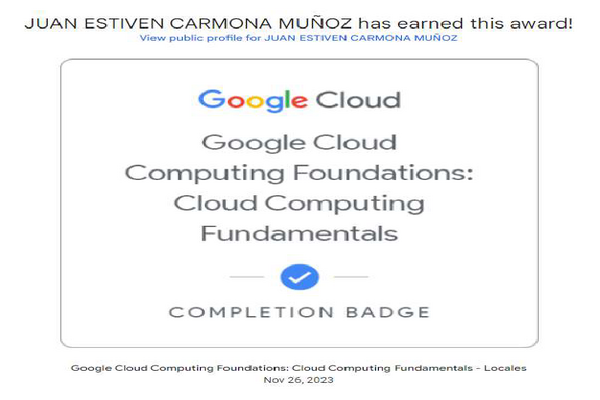 JUAN ESTIVEN CARMONA MUÑOZ has earned this award!
View public profile for JUAN ESTIVEN CARMONA MUÑOZ
Google Cloud
Google Cloud
Computing Foundations:
Cloud Computing
Fundamentals
COMPLETION BADGE
Google Cloud Computing Foundations: Cloud Computing Fundamentals - Locales
Nov 26, 2023